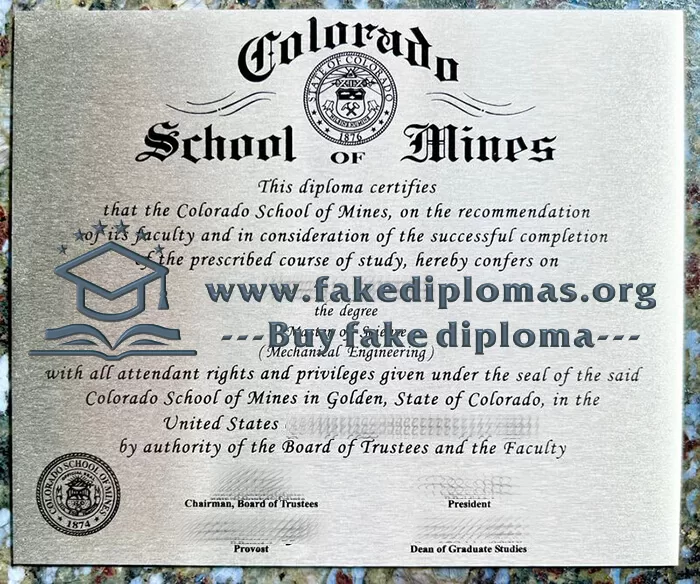 Colorado
STATE OF COLORADO
1876
School OF Mines
This diploma certifies
that the Colorado School of Mines, on the recommendation
of its faculty and in consideration of the successful completion
of the prescribed course of study, hereby confers on
www.fakediplomas.org
the degree
Master of Science
---Buy fake diploma---
(Mechanical Engineering)
with all attendant rights and privileges given under the seal of the said
Colorado School of Mines in Golden, State of Colorado, in the
United States
by authority of the Board of Trustees and the Faculty
COLORADO SCHOOL OF MINES
1874
Chairman, Board of Trustees
President
Provost
Dean of Graduate Studies